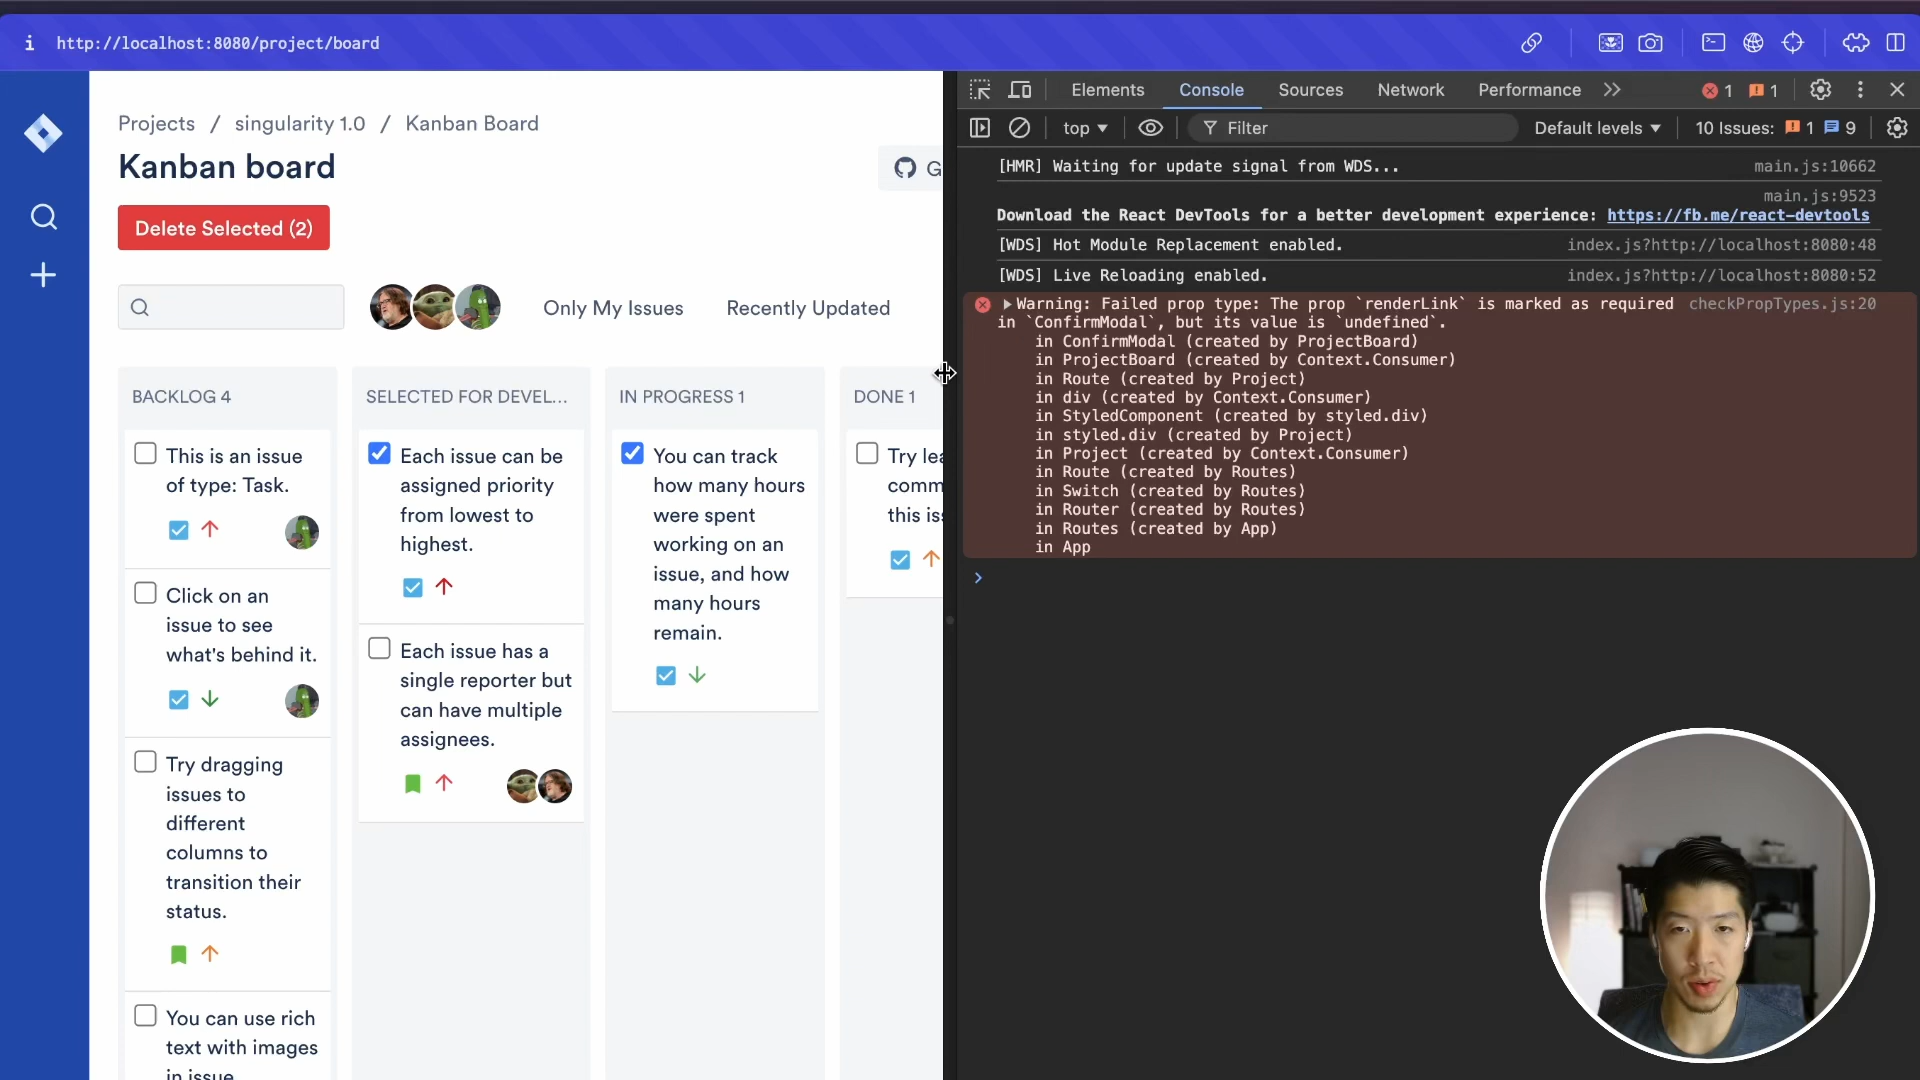 i http://localhost:8080/project/board
Projects / singularity 1.0 / Kanban Board
Kanban board
G
Delete Selected (2)
Only My Issues
Recently Updated
BACKLOG 4
This is an issue
of type: Task.
Click on an
issue to see
what's behind it.
Try dragging
issues to
different
columns to
transition their
status.
You can use rich
text with images
in issue
SELECTED FOR DEVEL...
Each issue can be
assigned priority
from lowest to
highest.
Each issue has a
single reporter but
can have multiple
assignees.
IN PROGRESS 1
You can track
how many hours
were spent
working on an
issue, and how
many hours
remain.
DONE 1
Try lea
comm
this is
Elements Console Sources Network Performance 1 1
top Filter Default levels 10 Issues: 1 9
[HMR] Waiting for update signal from WDS... main.js:10662
main.js:9523
Download the React DevTools for a better development experience: https://fb.me/react-devtools
[WDS] Hot Module Replacement enabled. index.js?http://localhost:8080:48
[WDS] Live Reloading enabled. index.js?http://localhost:8080:52
Warning: Failed prop type: The prop `renderLink` is marked as required checkPropTypes.js:20
in `ConfirmModal`, but its value is `undefined`.
in ConfirmModal (created by ProjectBoard)
in ProjectBoard (created by Context.Consumer)
in Route (created by Project)
in div (created by Context.Consumer)
in StyledComponent (created by styled.div)
in styled.div (created by Project)
in Project (created by Context.Consumer)
in Route (created by Routes)
in Switch (created by Routes)
in Router (created by Routes)
in Routes (created by App)
in App